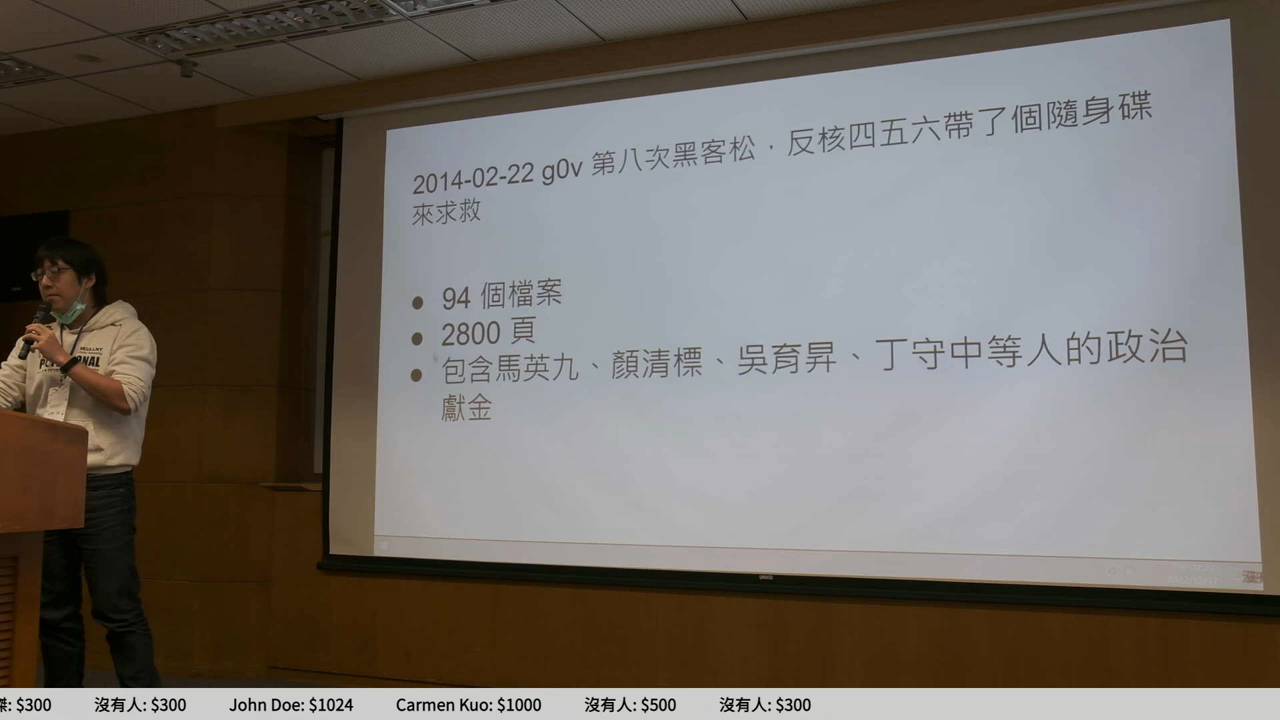 2014-02-22 g0v 第八次黑客松，反核四五六帶了個隨身碟
來求救
94 個檔案
2800 頁
包含馬英九、顏清標、吳育昇、丁守中等人的政治
獻金
: $300 沒有人: $300 John Doe: $1024 Carmen Kuo: $1000 沒有人: $500 沒有人: $300